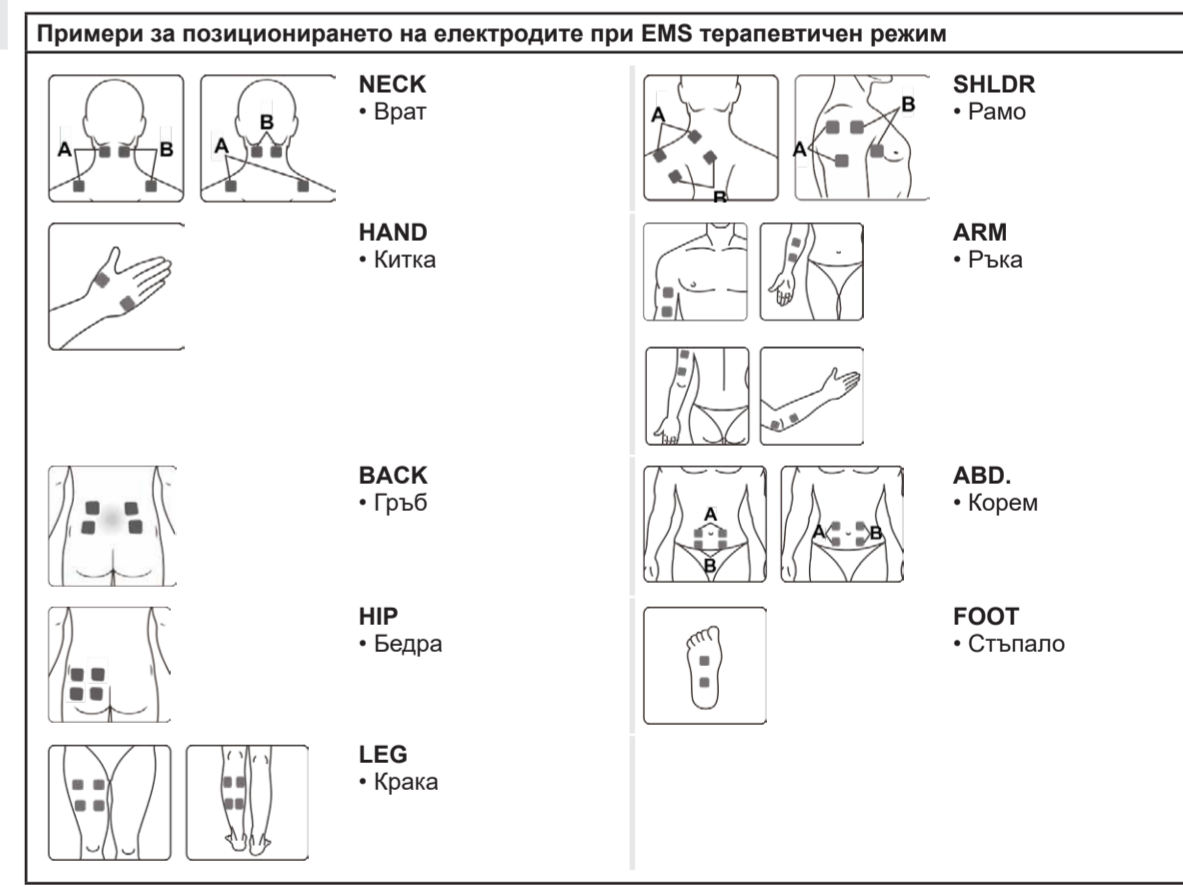 Примери за позиционирането на електродите при EMS терапевтичен режим
NECK
• Врат
A
B
A
B
SHLDR
• Рамо
A
B
A
B
HAND
• Китка
ARM
• Ръка
BACK
• Гръб
ABD.
• Корем
A
B
A
B
HIP
• Бедра
FOOT
• Стъпало
LEG
• Крака